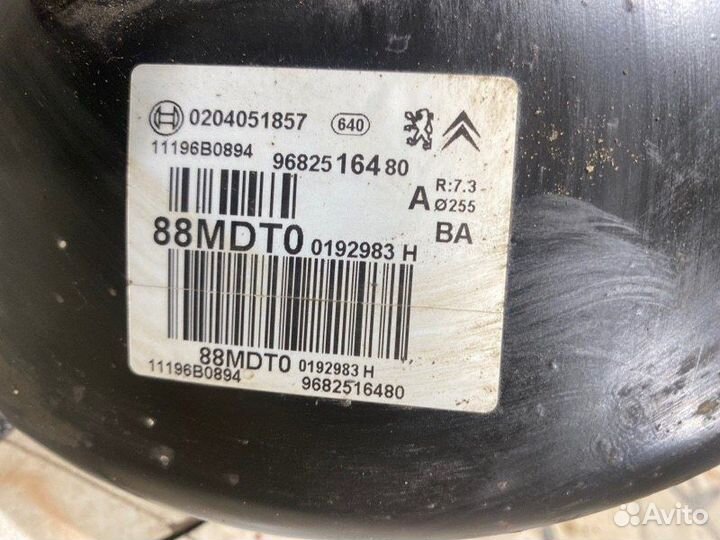 0204051857 640
11196B0894 9682516480
A R:7.3
Ø255
BA
88MDT0 0192983 H
88MDT0 0192983 H
11196B0894 9682516480
Avito